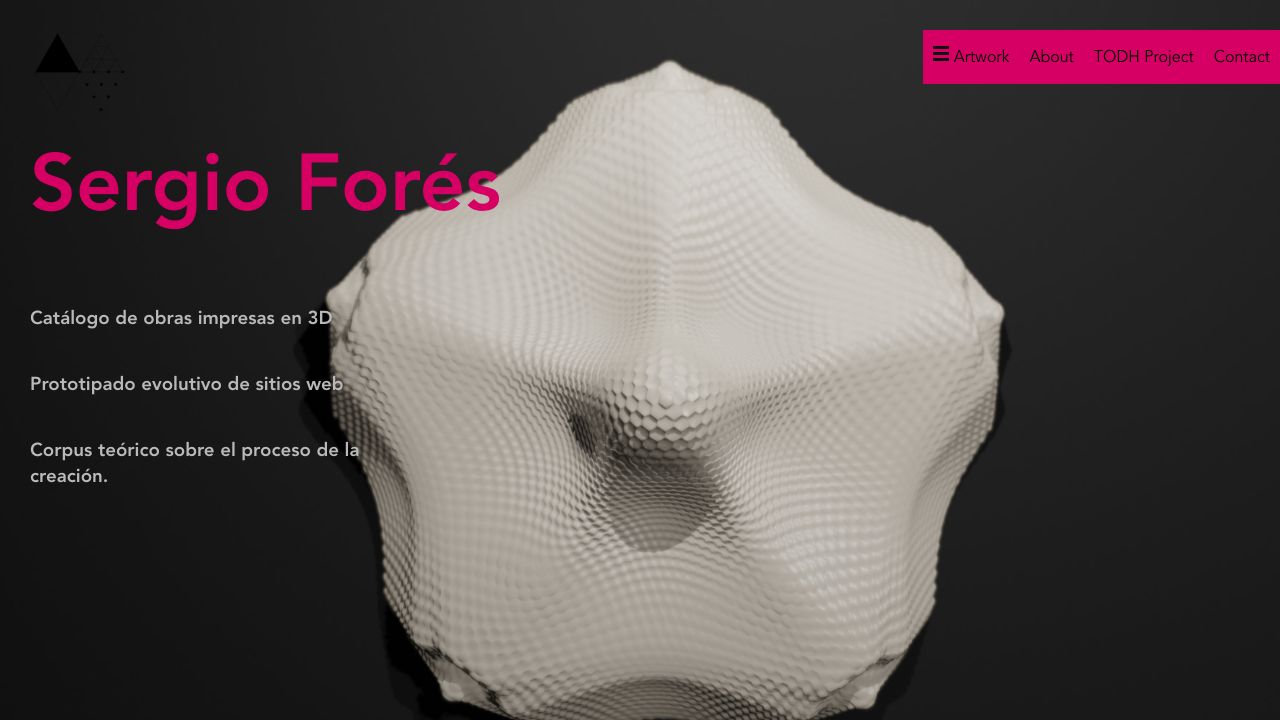 Artwork About TODH Project Contact
Sergio Forés
Catálogo de obras impresas en 3D
Prototipado evolutivo de sitios web
Corpus teórico sobre el proceso de la
creación.